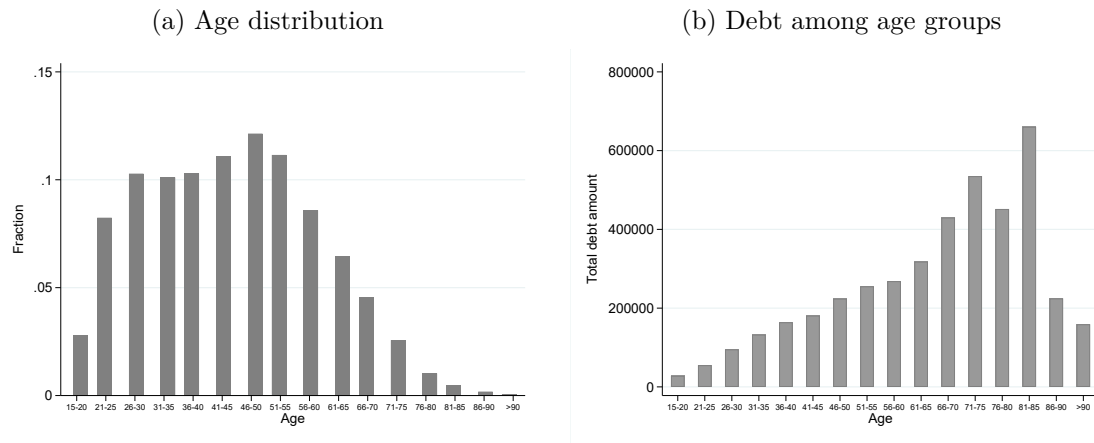 (a) Age distribution
.15
.1
.05
0
Fraction
15-20 21-25 26-30 31-35 36-40 41-45 46-50 51-55 56-60 61-65 66-70 71-75 76-80 81-85 86-90 >90
Age
(b) Debt among age groups
800000
600000
400000
200000
0
Total debt amount
15-20 21-25 26-30 31-35 36-40 41-45 46-50 51-55 56-60 61-65 66-70 71-75 76-80 81-85 86-90 >90
Age